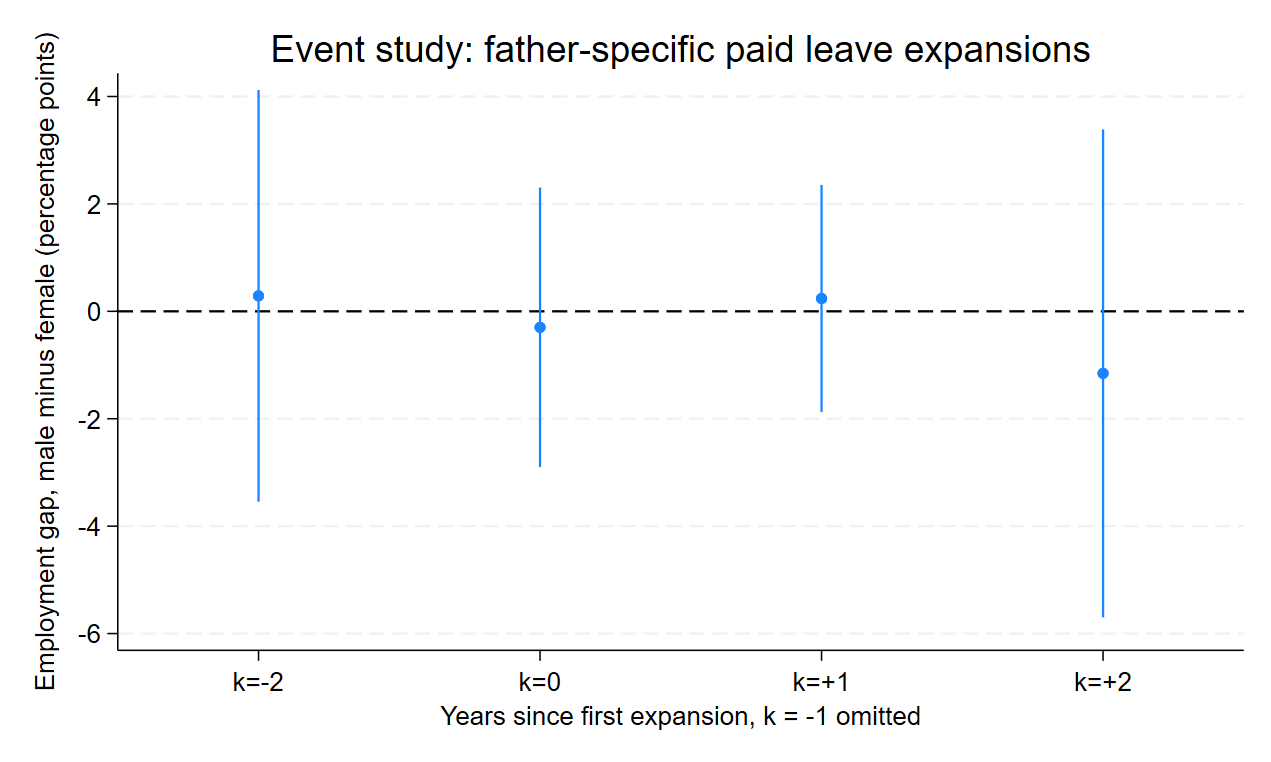 Event study: father-specific paid leave expansions
Employment gap, male minus female (percentage points)
4
2
0
-2
-4
-6
k=-2 k=0 k=+1 k=+2
Years since first expansion, k = -1 omitted